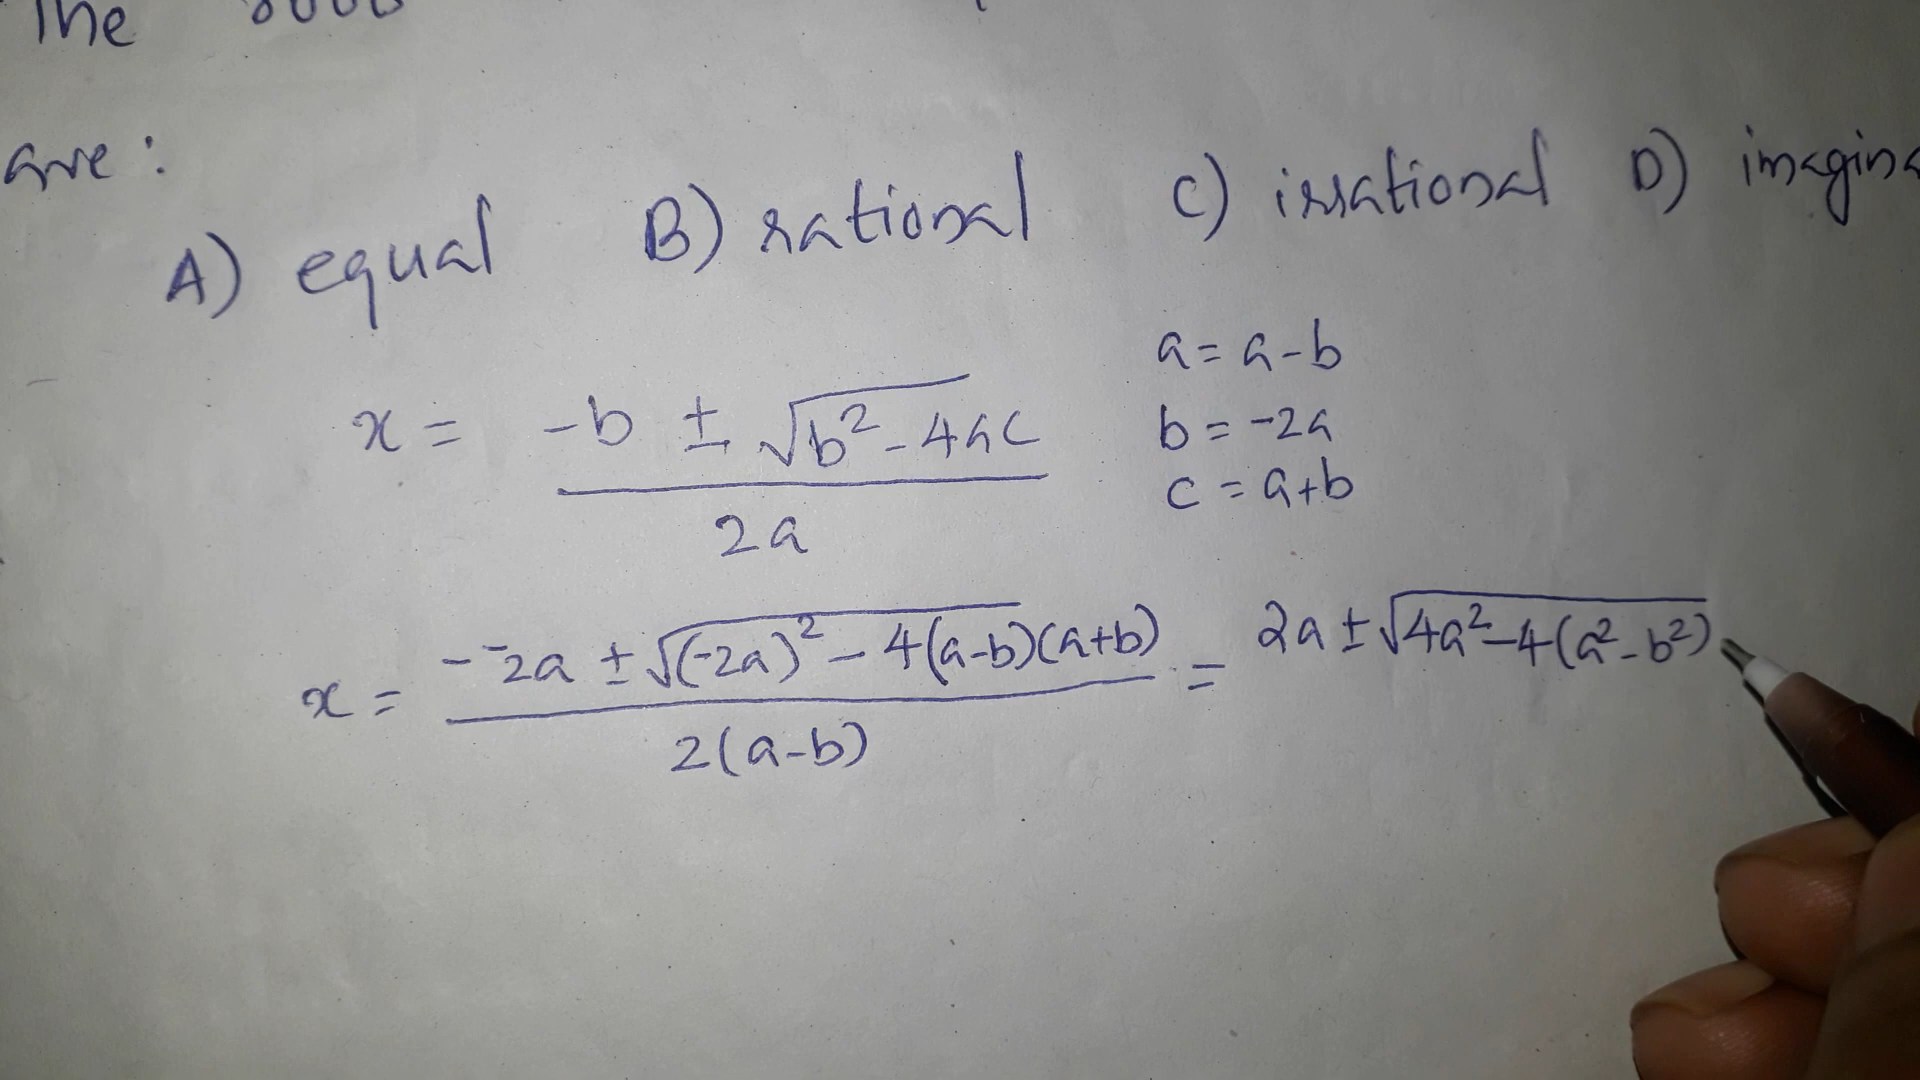 The
are :
A) equal B) rational C) irrational D)
x = -b ± √b² - 4ac / 2a
a = a - b
b = -2a
c = a + b
x = - -2a ± √(-2a)² - 4(a-b)(a+b) / 2(a-b) = 2a ± √4a² - 4(a² - b²)